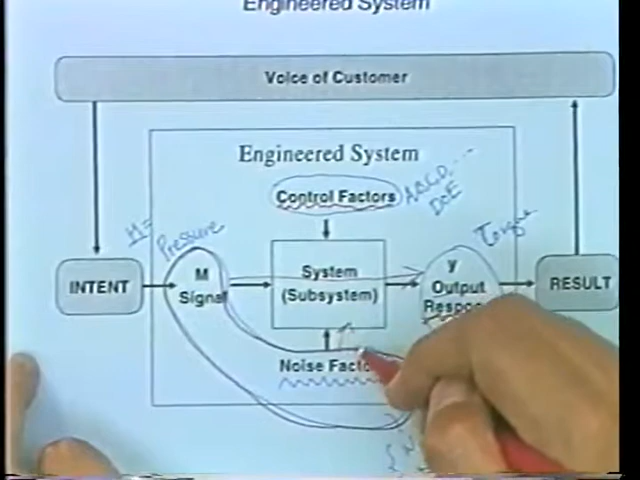 Engineered System
Voice of Customer
Engineered System
Control Factors
A,B,C,D, ...
DOE
M=
Pressure
Torque
INTENT
M
Signal
System
(Subsystem)
y
Output
RESULT
Noise